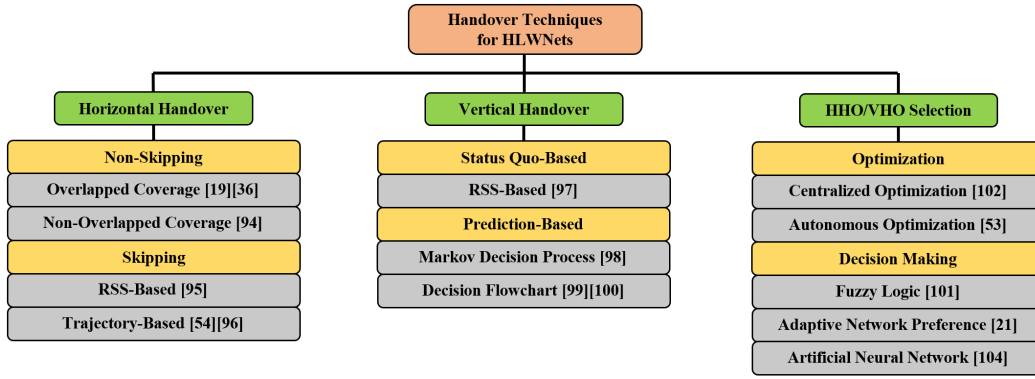 Handover Techniques
for HLWNets
Horizontal Handover
Non-Skipping
Overlapped Coverage [19][36]
Non-Overlapped Coverage [94]
Skipping
RSS-Based [95]
Trajectory-Based [54][96]
Vertical Handover
Status Quo-Based
RSS-Based [97]
Prediction-Based
Markov Decision Process [98]
Decision Flowchart [99][100]
HHO/VHO Selection
Optimization
Centralized Optimization [102]
Autonomous Optimization [53]
Decision Making
Fuzzy Logic [101]
Adaptive Network Preference [21]
Artificial Neural Network [104]